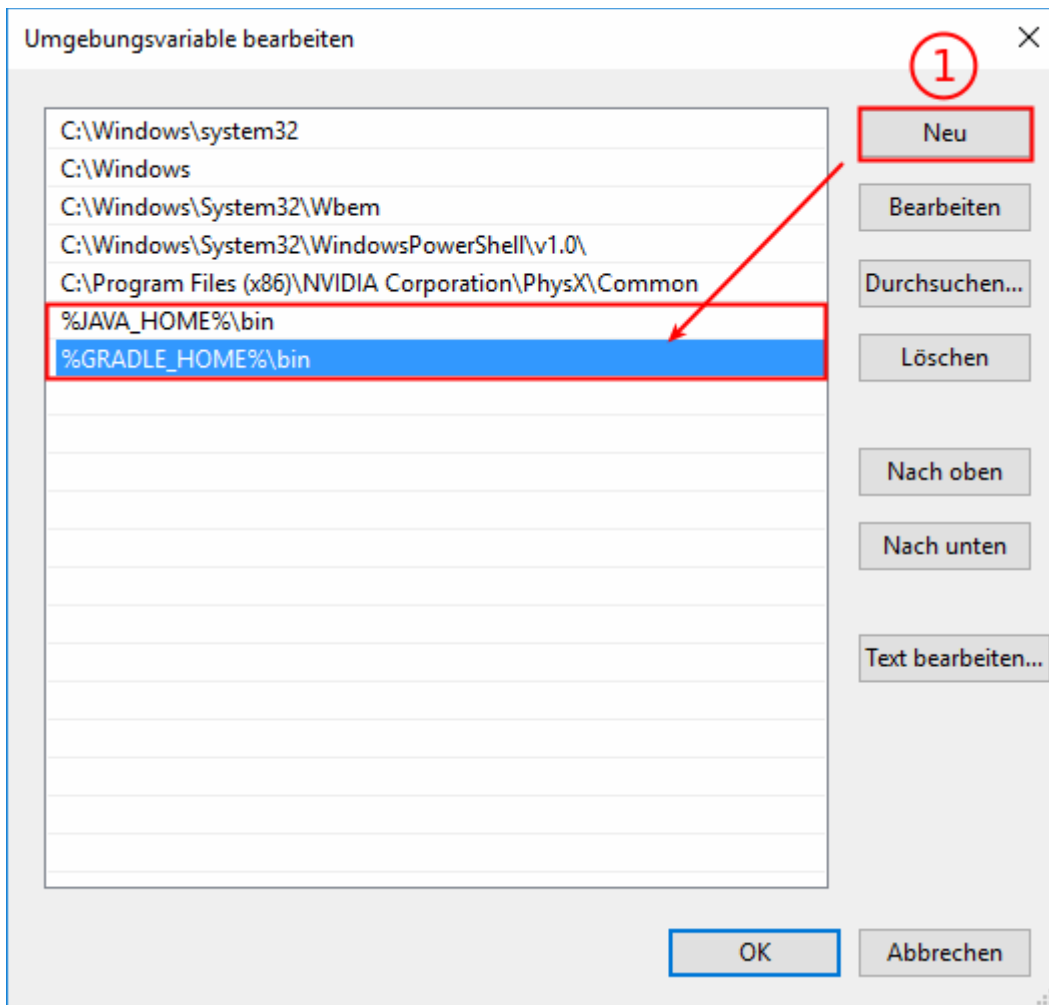 Umgebungsvariable bearbeiten
1
C:\Windows\system32
Neu
C:\Windows
C:\Windows\System32\Wbem
Bearbeiten
C:\Windows\System32\WindowsPowerShell\v1.0\
C:\Program Files (x86)\NVIDIA Corporation\PhysX\Common
Durchsuchen...
%JAVA_HOME%\bin
%GRADLE_HOME%\bin
Löschen
Nach oben
Nach unten
Text bearbeiten...
OK
Abbrechen